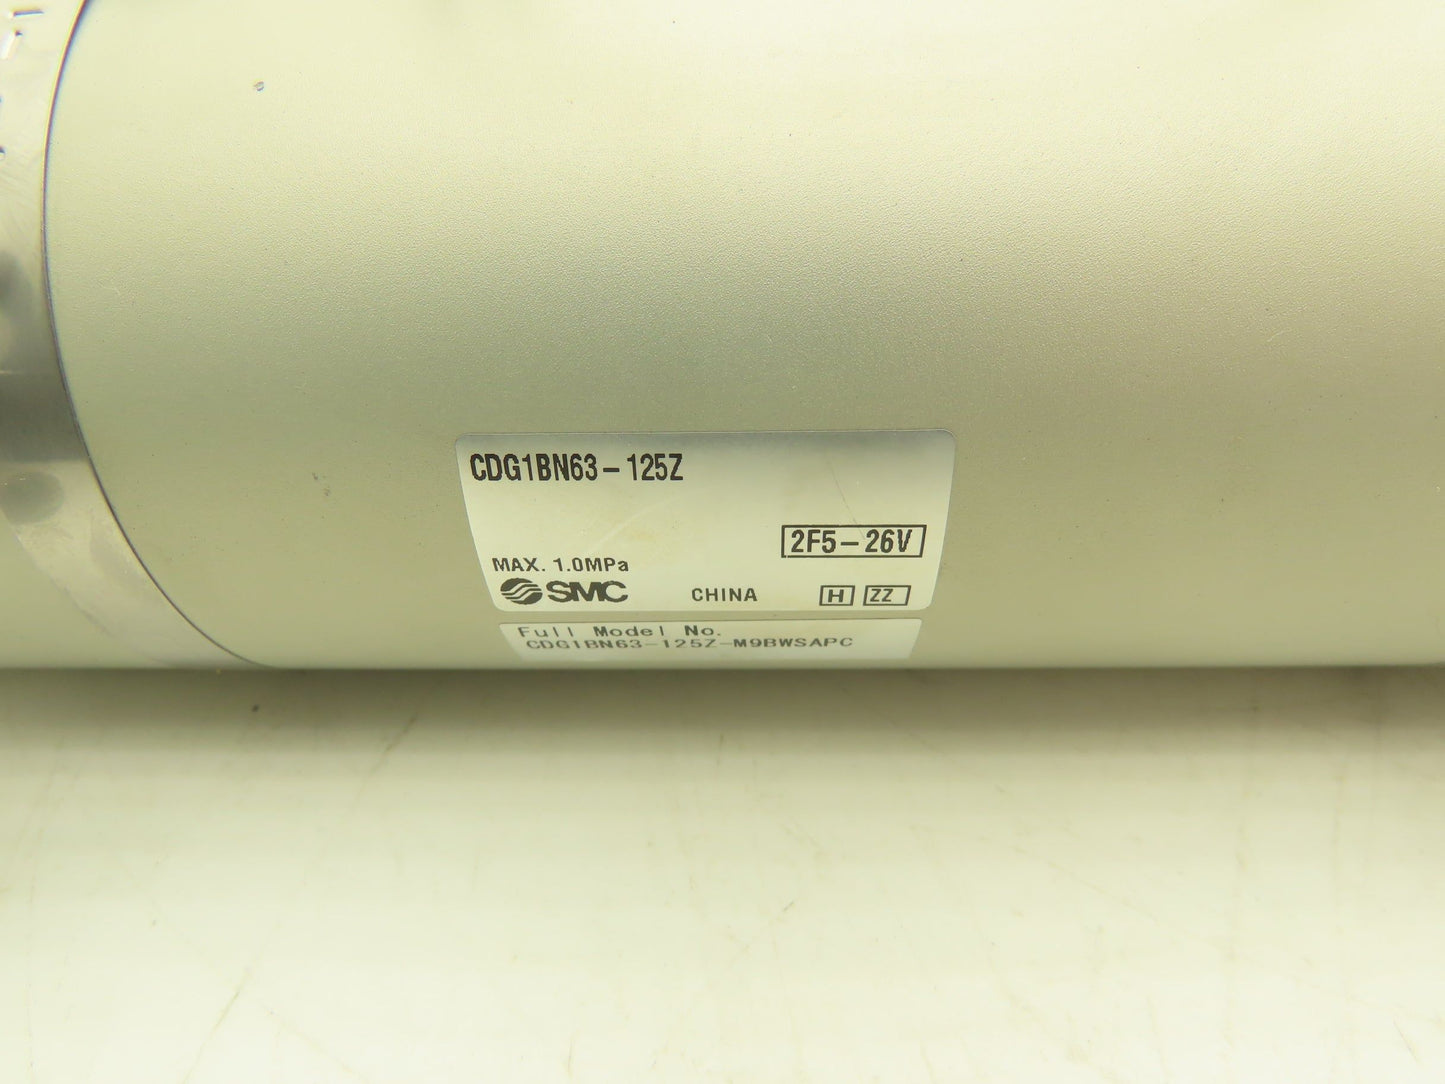 CDG1BN63-125Z
2F5-26V
MAX. 1.0MPa
SMC CHINA H ZZ
Full Model No.
CDG1BN63-125Z-M9BWSAPC